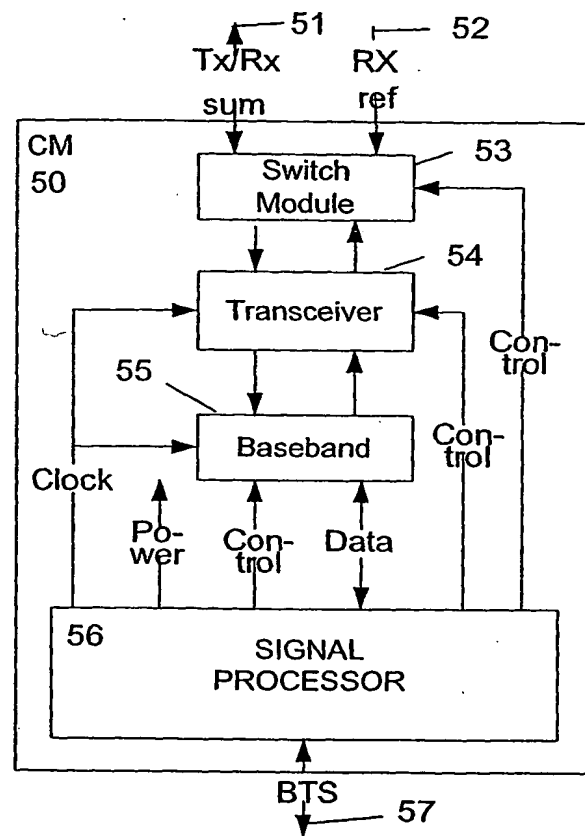 51
52
Tx/Rx
RX
sum
ref
CM
50
53
Switch
Module
54
Transceiver
Con-
trol
55
Baseband
Con-
trol
Clock
Po-
wer
Con-
trol
Data
56
SIGNAL
PROCESSOR
BTS
57